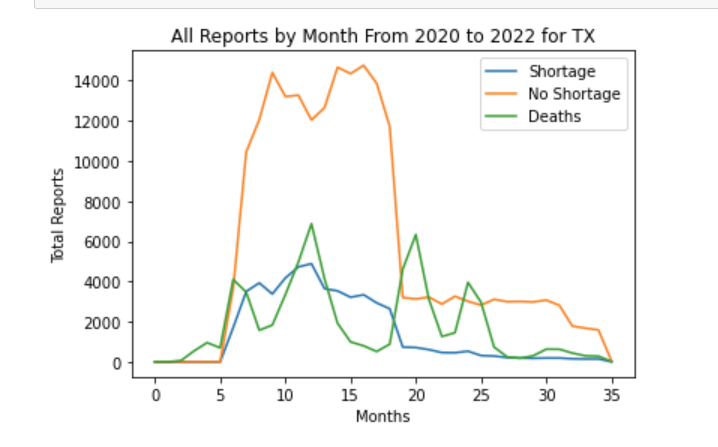 All Reports by Month From 2020 to 2022 for TX
Shortage
No Shortage
Deaths
14000
12000
10000
8000
6000
4000
2000
0
Total Reports
0 5 10 15 20 25 30 35
Months